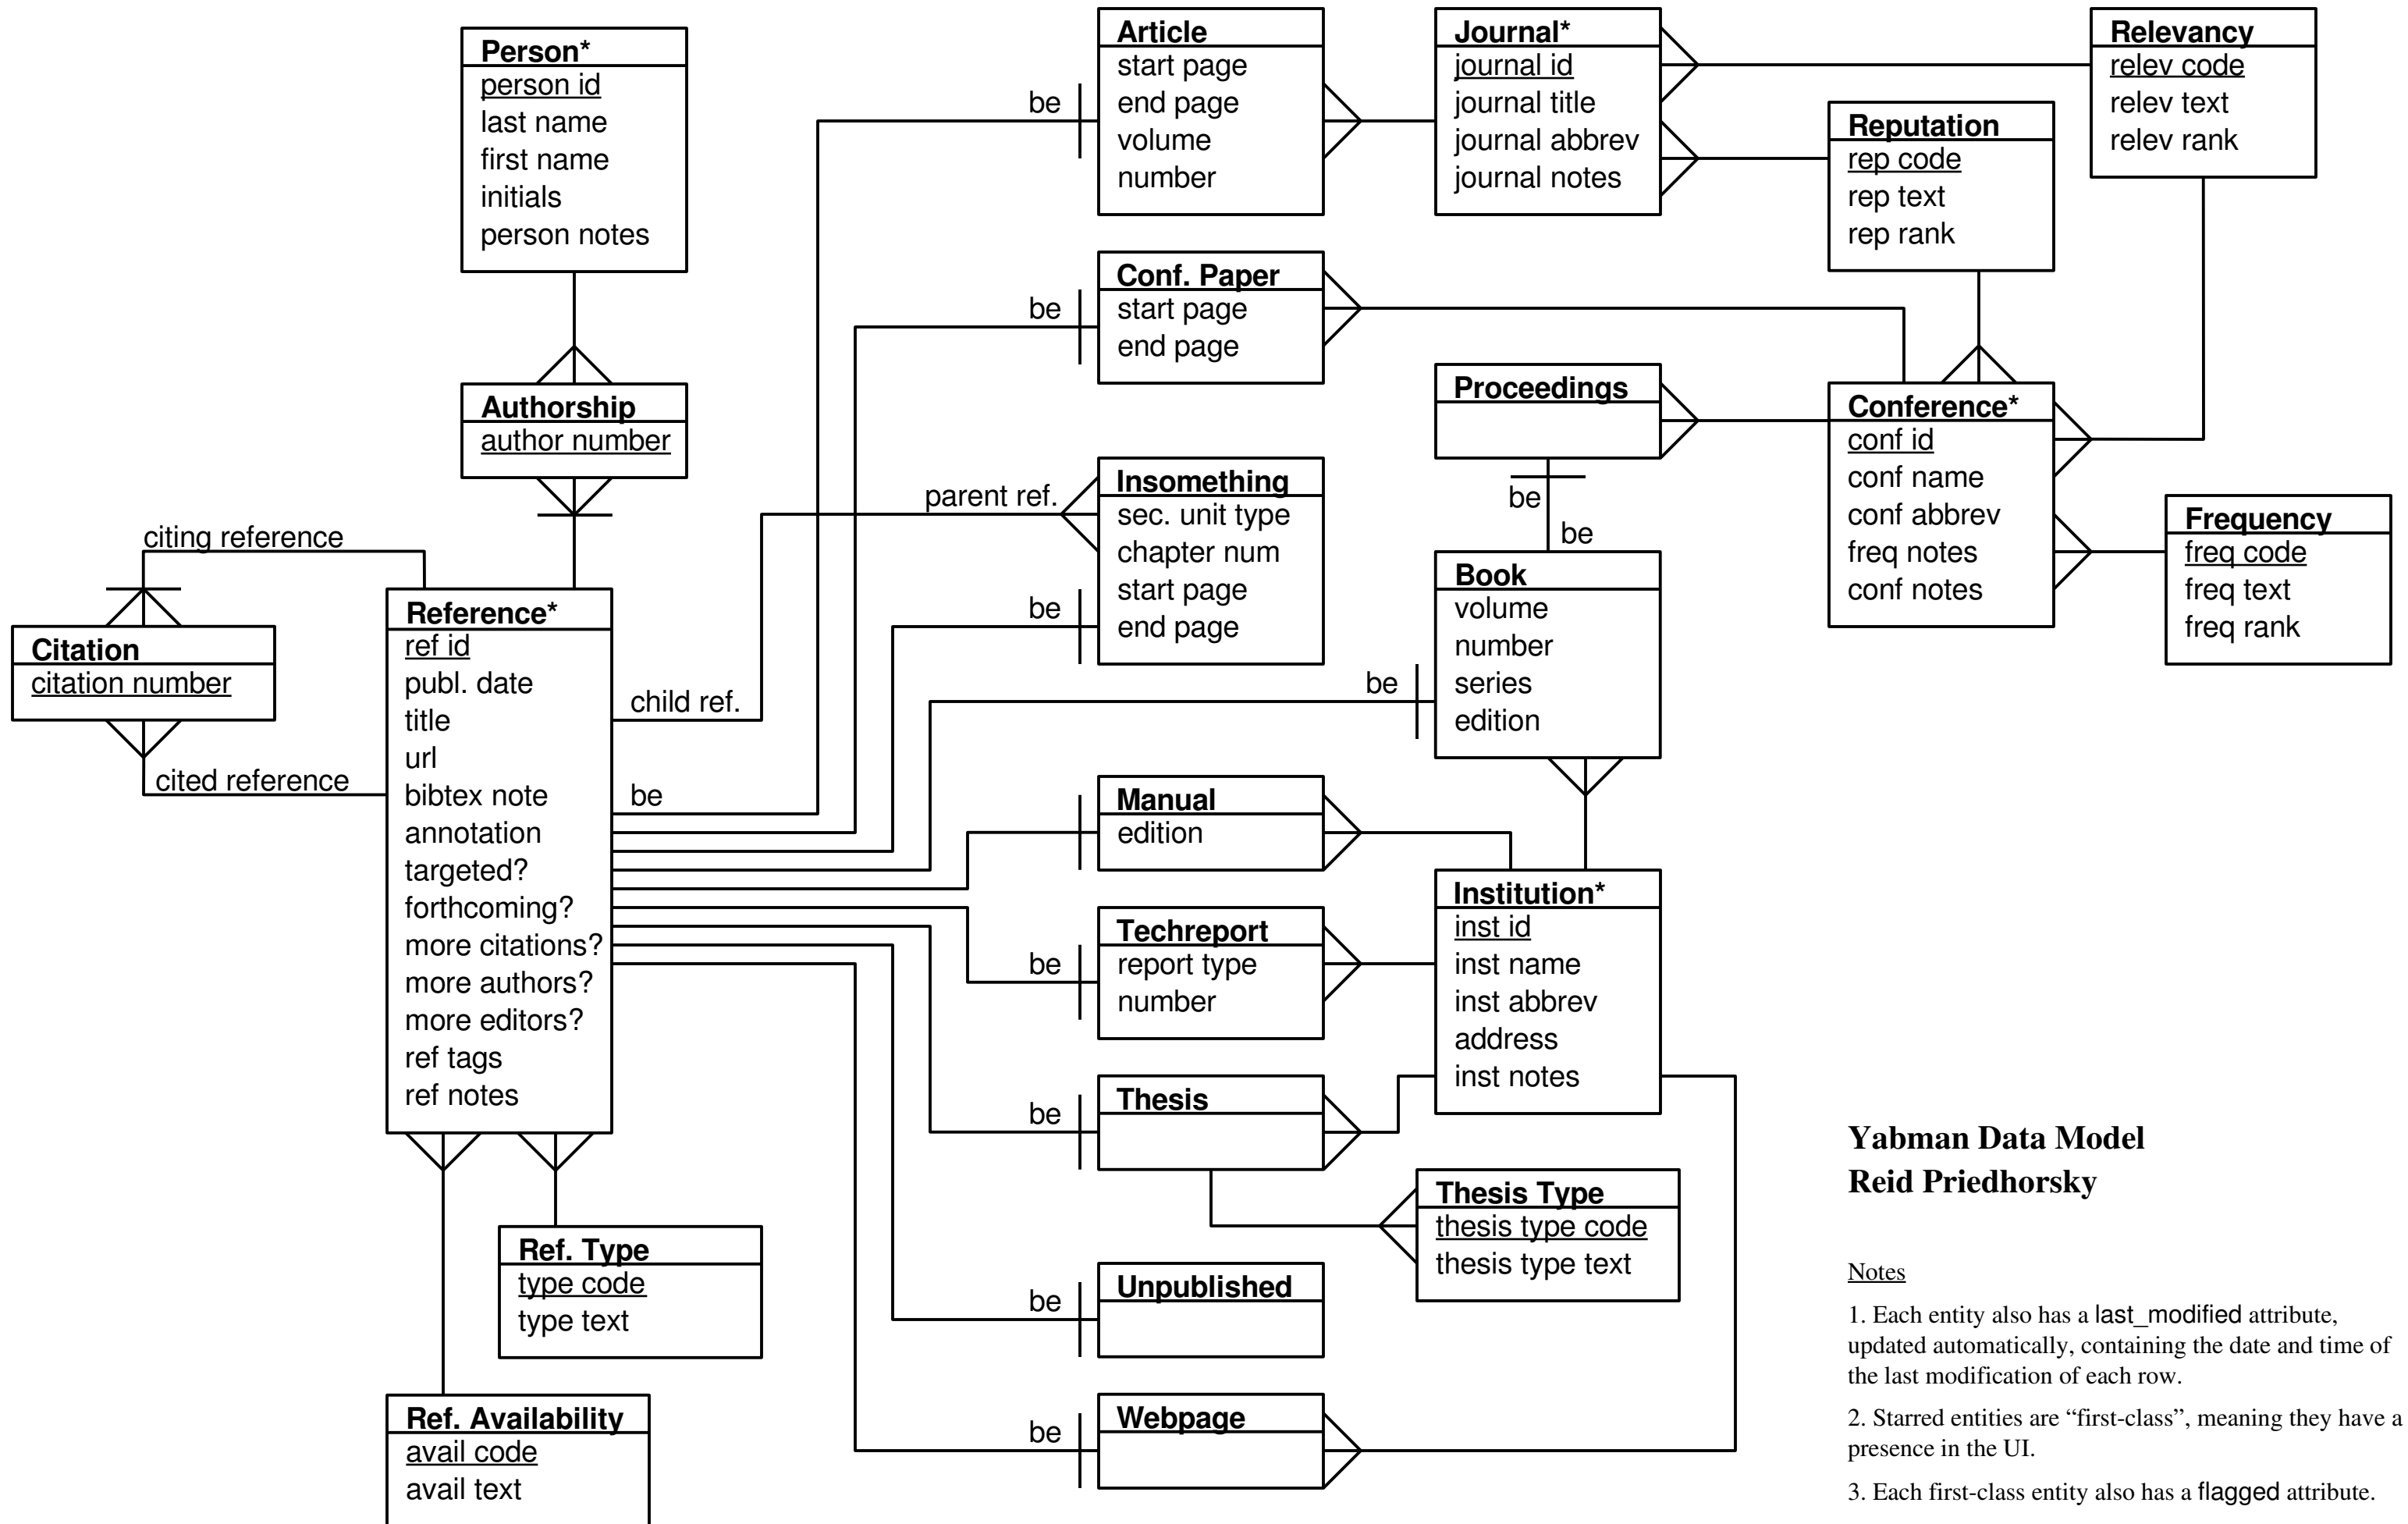 Person*
person id
last name
first name
initials
person notes
Authorship
author number
citing reference
Citation
citation number
cited reference
Reference*
ref id
publ. date
title
url
bibtex note
annotation
targeted?
forthcoming?
more citations?
more authors?
more editors?
ref tags
ref notes
child ref.
be
Ref. Type
type code
type text
Ref. Availability
avail code
avail text
be
Article
start page
end page
volume
number
be
Conf. Paper
start page
end page
parent ref.
be
Insomething
sec. unit type
chapter num
start page
end page
Manual
edition
be
Techreport
report type
number
be
Thesis
be
Unpublished
be
Webpage
Journal*
journal id
journal title
journal abbrev
journal notes
Proceedings
be
be
be
Book
volume
number
series
edition
Institution*
inst id
inst name
inst abbrev
address
inst notes
Thesis Type
thesis type code
thesis type text
Relevancy
relev code
relev text
relev rank
Reputation
rep code
rep text
rep rank
Conference*
conf id
conf name
conf abbrev
freq notes
conf notes
Frequency
freq code
freq text
freq rank
Yabman Data Model
Reid Priedhorsky
Notes
1. Each entity also has a last_modified attribute,
updated automatically, containing the date and time of
the last modification of each row.
2. Starred entities are “first-class”, meaning they have a
presence in the UI.
3. Each first-class entity also has a flagged attribute.